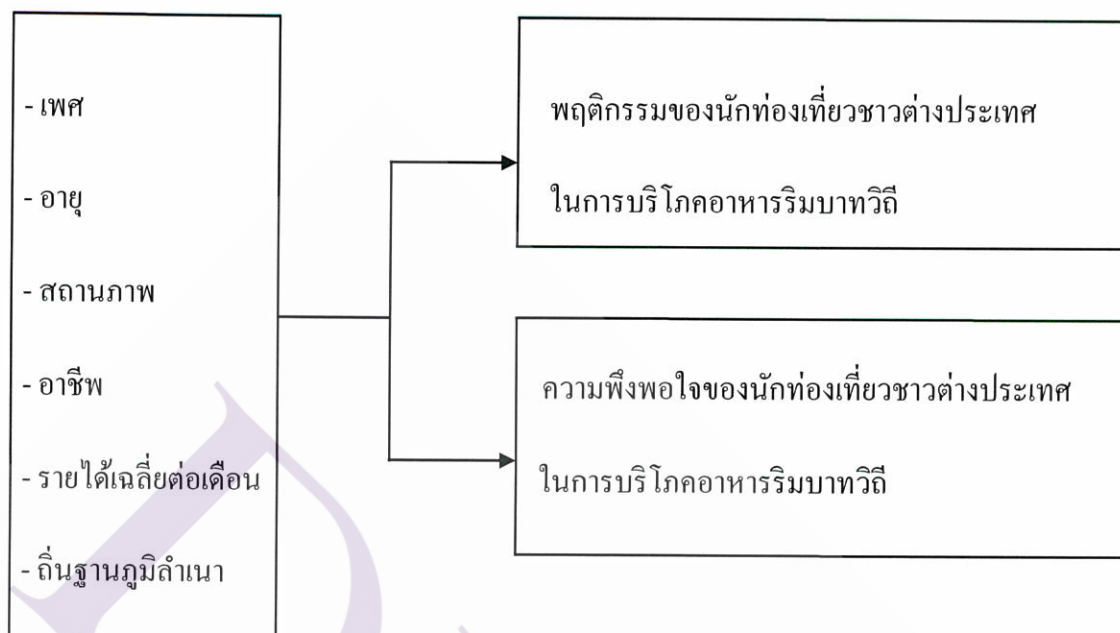 - เพศ
- อายุ
- สถานภาพ
- อาชีพ
- รายได้เฉลี่ยต่อเดือน
- ถิ่นฐานภูมิลำเนา
พฤติกรรมของนักท่องเที่ยวชาวต่างประเทศ
ในการบริโภคอาหารริมบาทวิถี
ความพึงพอใจของนักท่องเที่ยวชาวต่างประเทศ
ในการบริโภคอาหารริมบาทวิถี